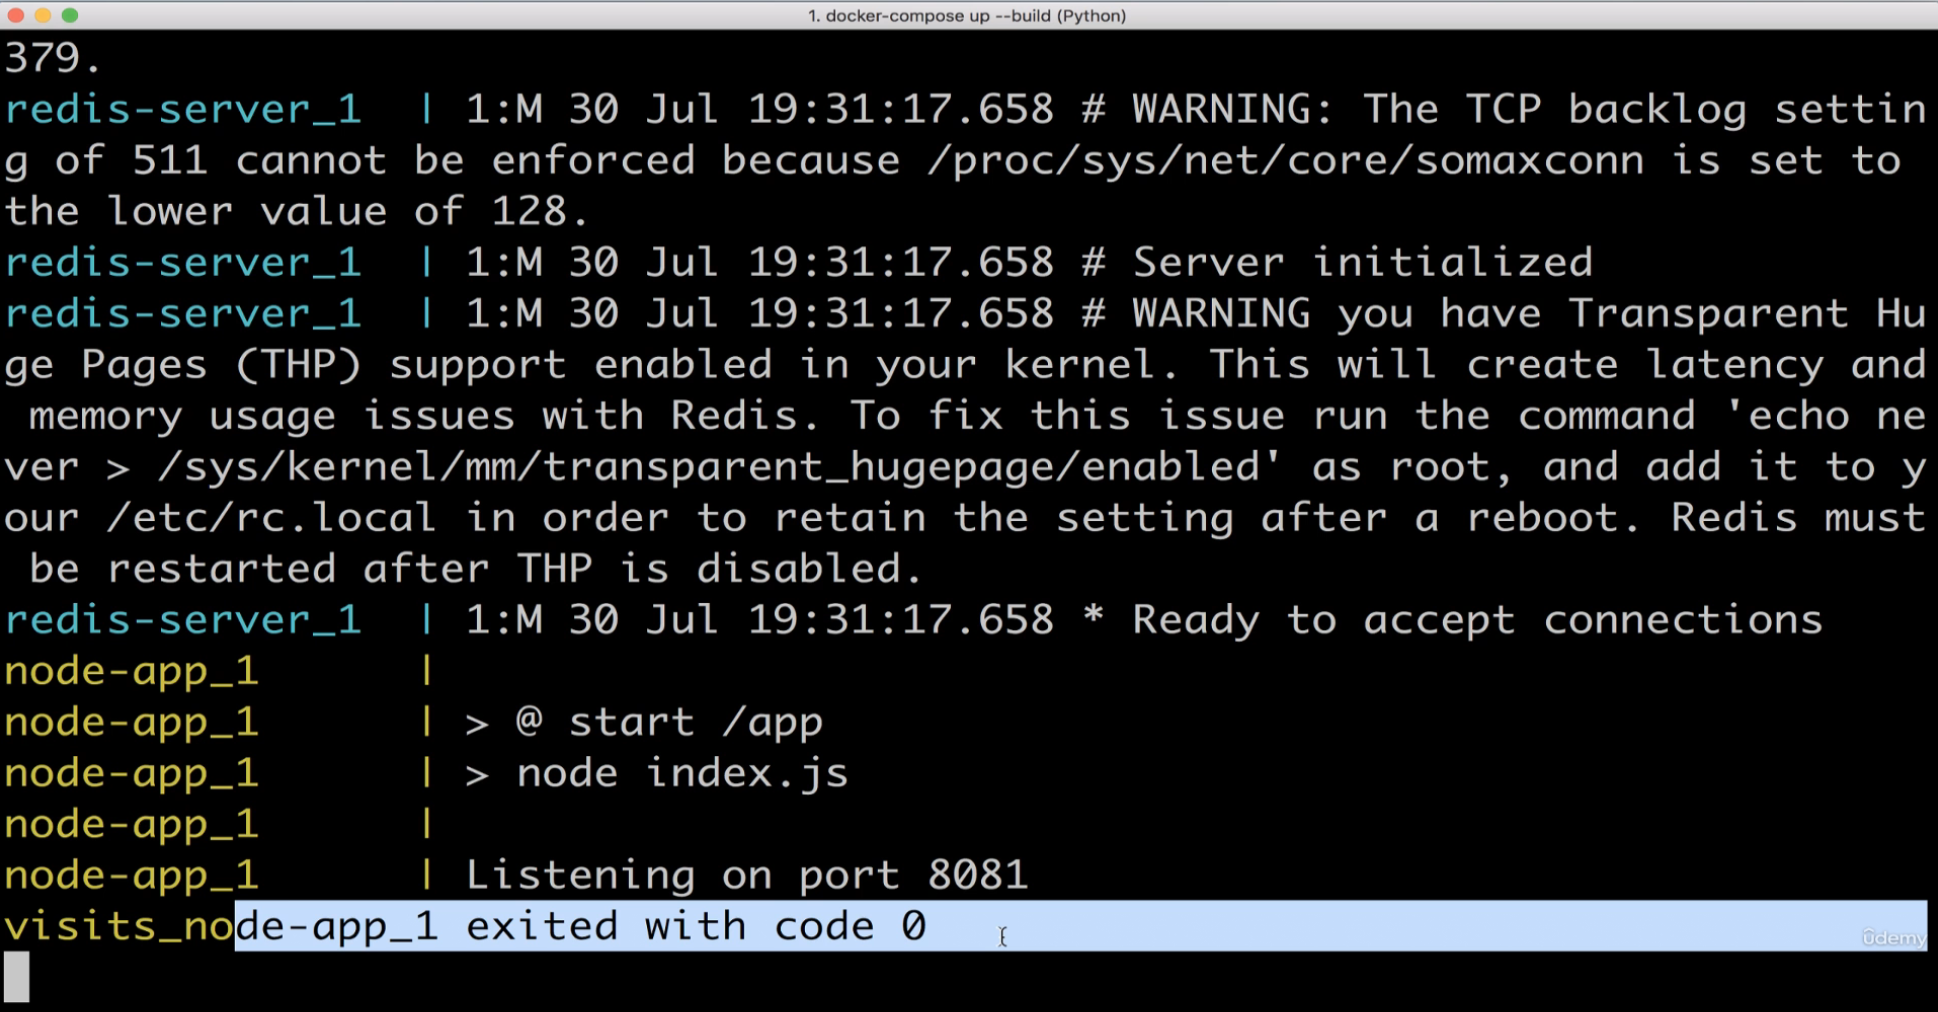 1. docker-compose up --build (Python)
379.
redis-server_1  | 1:M 30 Jul 19:31:17.658 # WARNING: The TCP backlog settin
g of 511 cannot be enforced because /proc/sys/net/core/somaxconn is set to
the lower value of 128.
redis-server_1  | 1:M 30 Jul 19:31:17.658 # Server initialized
redis-server_1  | 1:M 30 Jul 19:31:17.658 # WARNING you have Transparent Hu
ge Pages (THP) support enabled in your kernel. This will create latency and
 memory usage issues with Redis. To fix this issue run the command 'echo ne
ver > /sys/kernel/mm/transparent_hugepage/enabled' as root, and add it to y
our /etc/rc.local in order to retain the setting after a reboot. Redis must
 be restarted after THP is disabled.
redis-server_1  | 1:M 30 Jul 19:31:17.658 * Ready to accept connections
node-app_1      |
node-app_1      | > @ start /app
node-app_1      | > node index.js
node-app_1      |
node-app_1      | Listening on port 8081
visits_node-app_1 exited with code 0
ûdemy